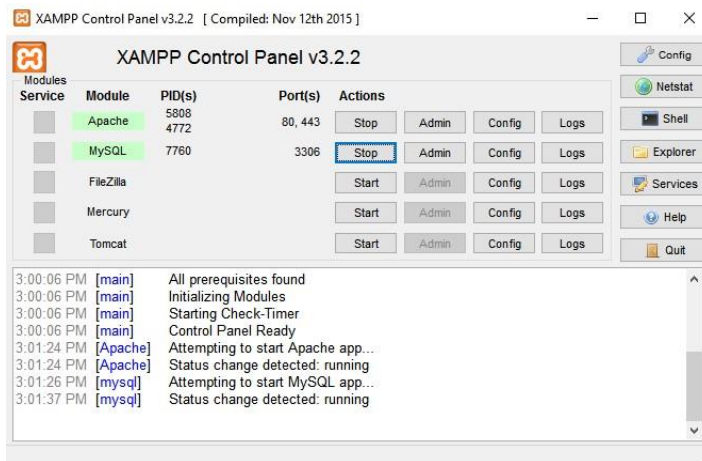 XAMPP Control Panel v3.2.2 [ Compiled: Nov 12th 2015 ]
XAMPP Control Panel v3.2.2
Config
Modules
Service Module PID(s) Port(s) Actions
Netstat
Apache 5808 4772 80, 443 Stop Admin Config Logs
Shell
MySQL 7760 3306 Stop Admin Config Logs
Explorer
FileZilla Start Admin Config Logs
Services
Mercury Start Admin Config Logs
Help
Tomcat Start Admin Config Logs
Quit
3:00:06 PM [main] All prerequisites found
3:00:06 PM [main] Initializing Modules
3:00:06 PM [main] Starting Check-Timer
3:00:06 PM [main] Control Panel Ready
3:01:24 PM [Apache] Attempting to start Apache app...
3:01:24 PM [Apache] Status change detected: running
3:01:26 PM [mysql] Attempting to start MySQL app...
3:01:37 PM [mysql] Status change detected: running